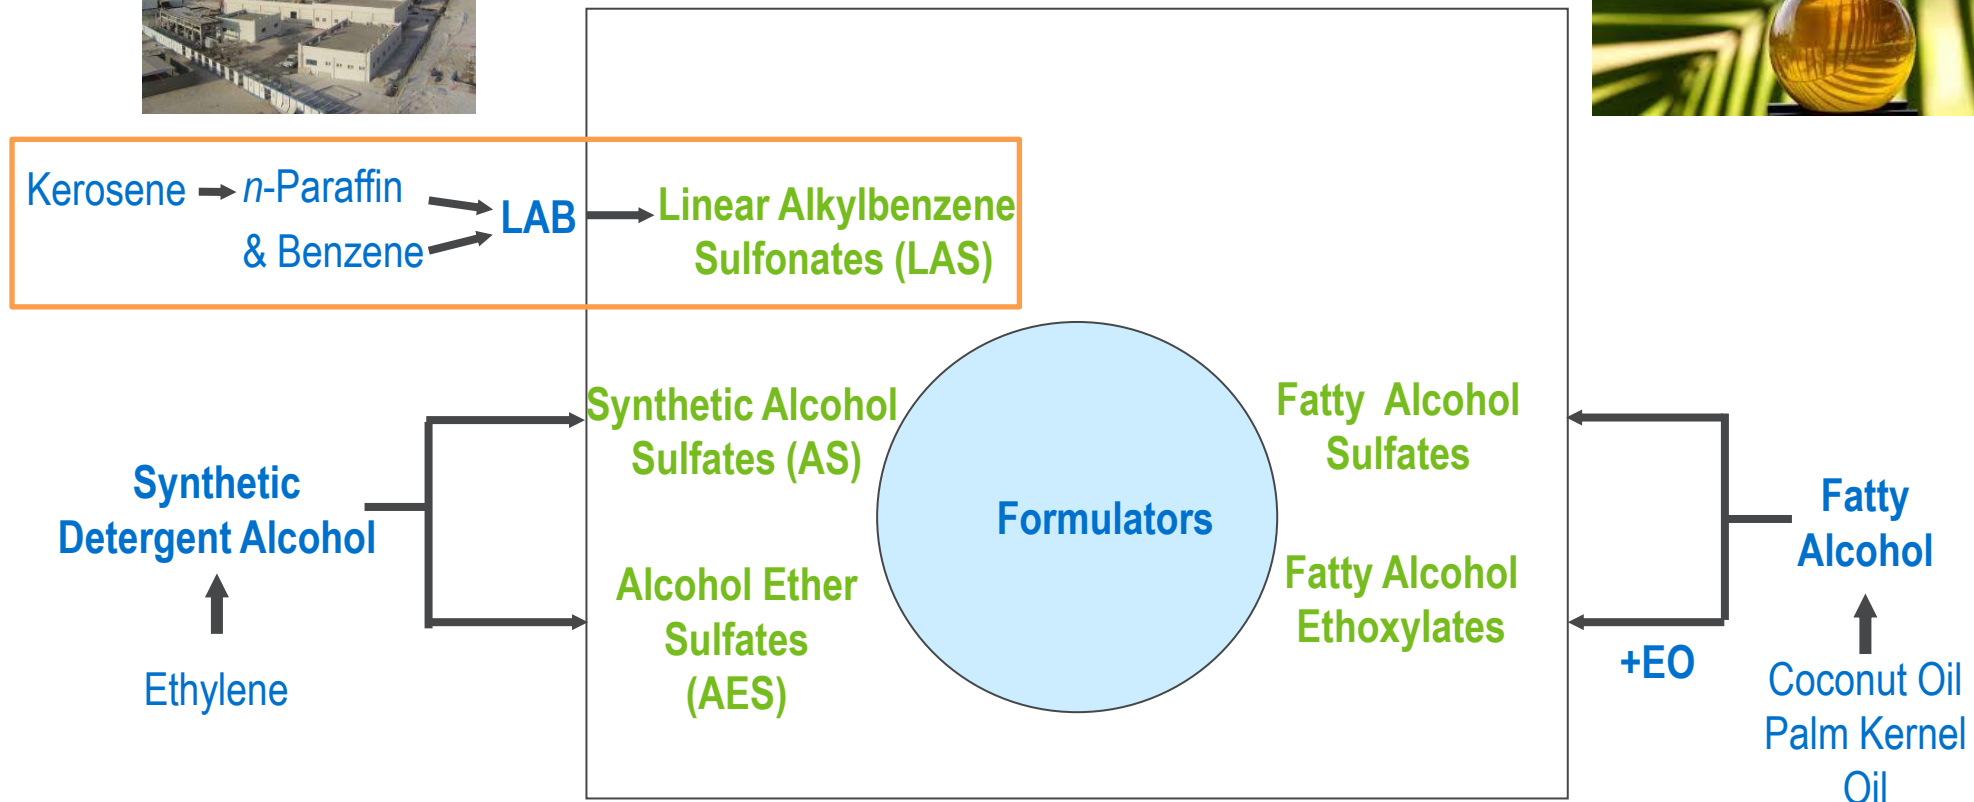 Kerosene
n-Paraffin
& Benzene
LAB
Linear Alkylbenzene
Sulfonates (LAS)
Synthetic
Detergent Alcohol
Ethylene
Synthetic Alcohol
Sulfates (AS)
Alcohol Ether
Sulfates
(AES)
Formulators
Fatty Alcohol
Sulfates
Fatty Alcohol
Ethoxylates
+EO
Fatty
Alcohol
Coconut Oil
Palm Kernel
Oil